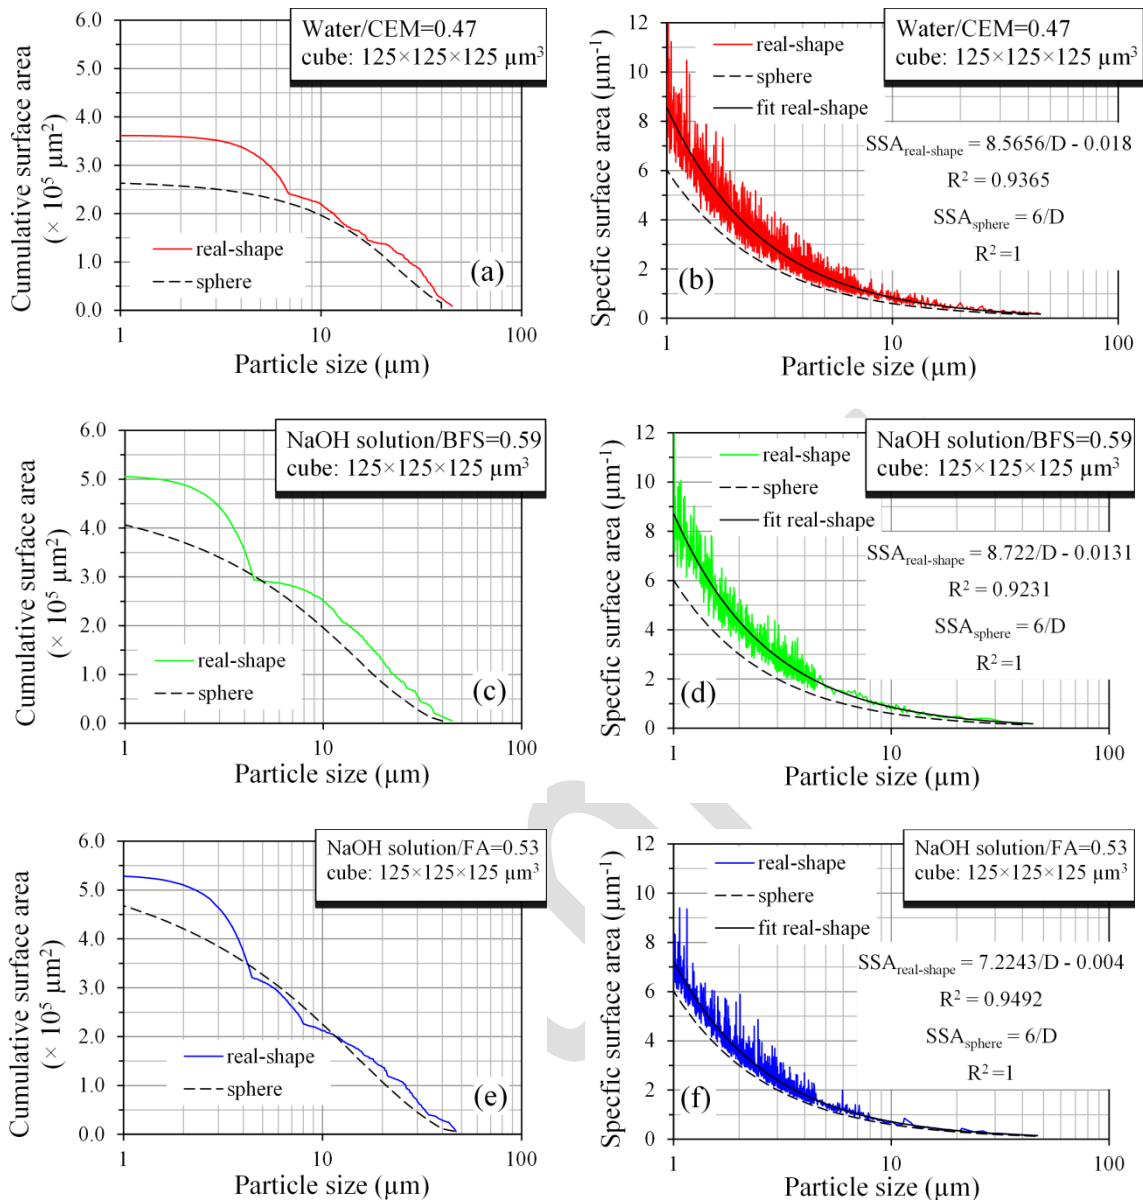 Water/CEM=0.47
cube: 125×125×125 µm³
Cumulative surface area
(× 10⁵ µm²)
6.0
5.0
4.0
3.0
2.0
1.0
0.0
real-shape
sphere
(a)
1
10
100
Particle size (µm)
Water/CEM=0.47
cube: 125×125×125 µm³
Specfic surface area (µm⁻¹)
12
10
8
6
4
2
0
real-shape
sphere
fit real-shape
SSAreal-shape = 8.5656/D - 0.018
R² = 0.9365
SSAsphere = 6/D
R² =1
(b)
1
10
100
Particle size (µm)
NaOH solution/BFS=0.59
cube: 125×125×125 µm³
Cumulative surface area
(× 10⁵ µm²)
6.0
5.0
4.0
3.0
2.0
1.0
0.0
real-shape
sphere
(c)
1
10
100
Particle size (µm)
NaOH solution/BFS=0.59
cube: 125×125×125 µm³
Specfic surface area (µm⁻¹)
12
10
8
6
4
2
0
real-shape
sphere
fit real-shape
SSAreal-shape = 8.722/D - 0.0131
R² = 0.9231
SSAsphere = 6/D
R² =1
(d)
1
10
100
Particle size (µm)
NaOH solution/FA=0.53
cube: 125×125×125 µm³
Cumulative surface area
(× 10⁵ µm²)
6.0
5.0
4.0
3.0
2.0
1.0
0.0
real-shape
sphere
(e)
1
10
100
Particle size (µm)
NaOH solution/FA=0.53
cube: 125×125×125 µm³
Specfic surface area (µm⁻¹)
12
10
8
6
4
2
0
real-shape
sphere
fit real-shape
SSAreal-shape = 7.2243/D - 0.004
R² = 0.9492
SSAsphere = 6/D
R² =1
(f)
1
10
100
Particle size (µm)